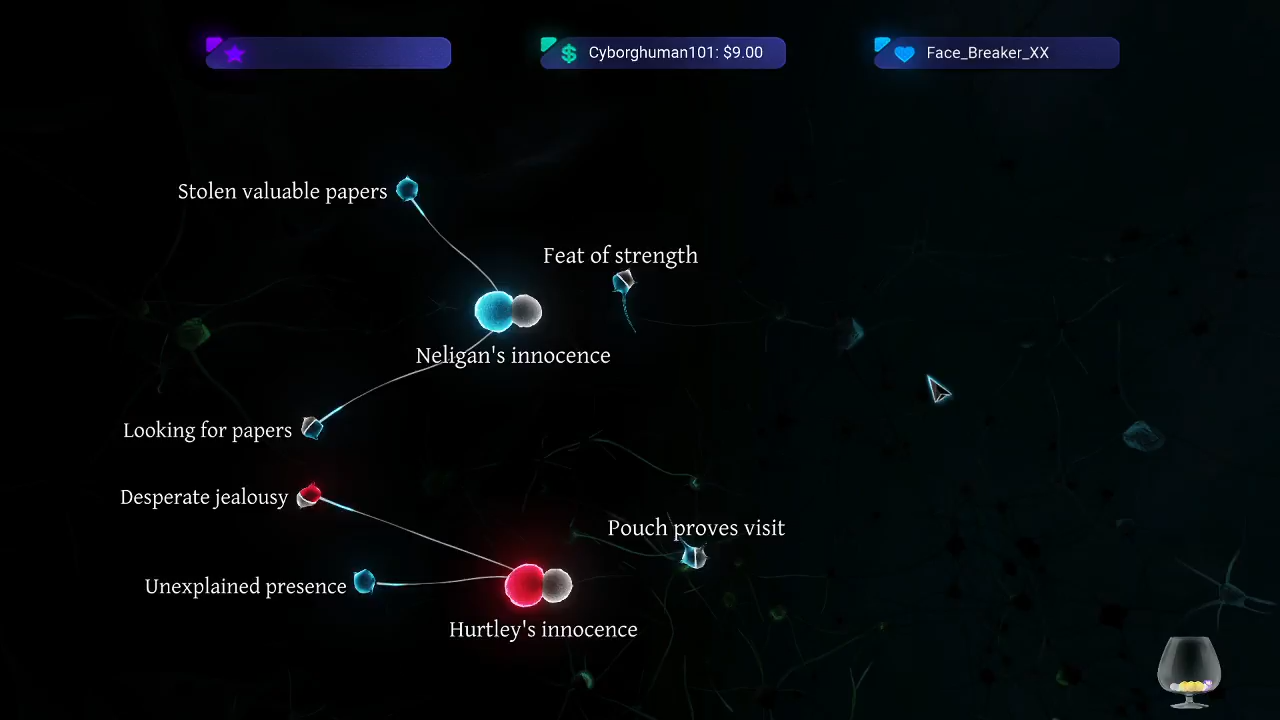 Cyborghuman101: $9.00
Face_Breaker_XX
Stolen valuable papers
Feat of strength
Neligan's innocence
Looking for papers
Desperate jealousy
Pouch proves visit
Unexplained presence
Hurtley's innocence